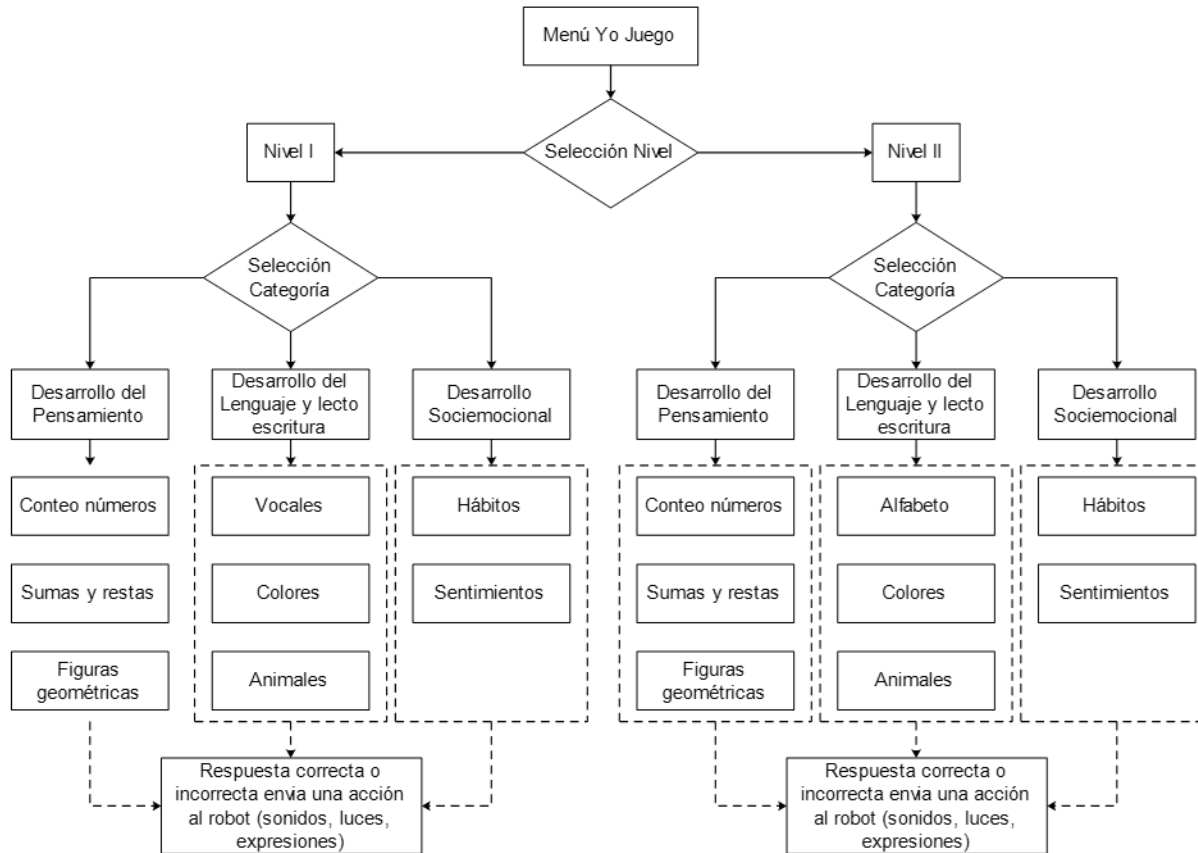 Menú Yo Juego
Nivel I
Selección Nivel
Nivel II
Selección
Categoría
Selección
Categoría
Desarrollo del
Pensamiento
Desarrollo del
Lenguaje y lecto
escritura
Desarrollo
Sociemocional
Desarrollo del
Pensamiento
Desarrollo del
Lenguaje y lecto
escritura
Desarrollo
Sociemocional
Conteo números
Vocales
Hábitos
Conteo números
Alfabeto
Hábitos
Sumas y restas
Colores
Sentimientos
Sumas y restas
Colores
Sentimientos
Figuras
geométricas
Animales
Figuras
geométricas
Animales
Respuesta correcta o
incorrecta envia una acción
al robot (sonidos, luces,
expresiones)
Respuesta correcta o
incorrecta envia una acción
al robot (sonidos, luces,
expresiones)